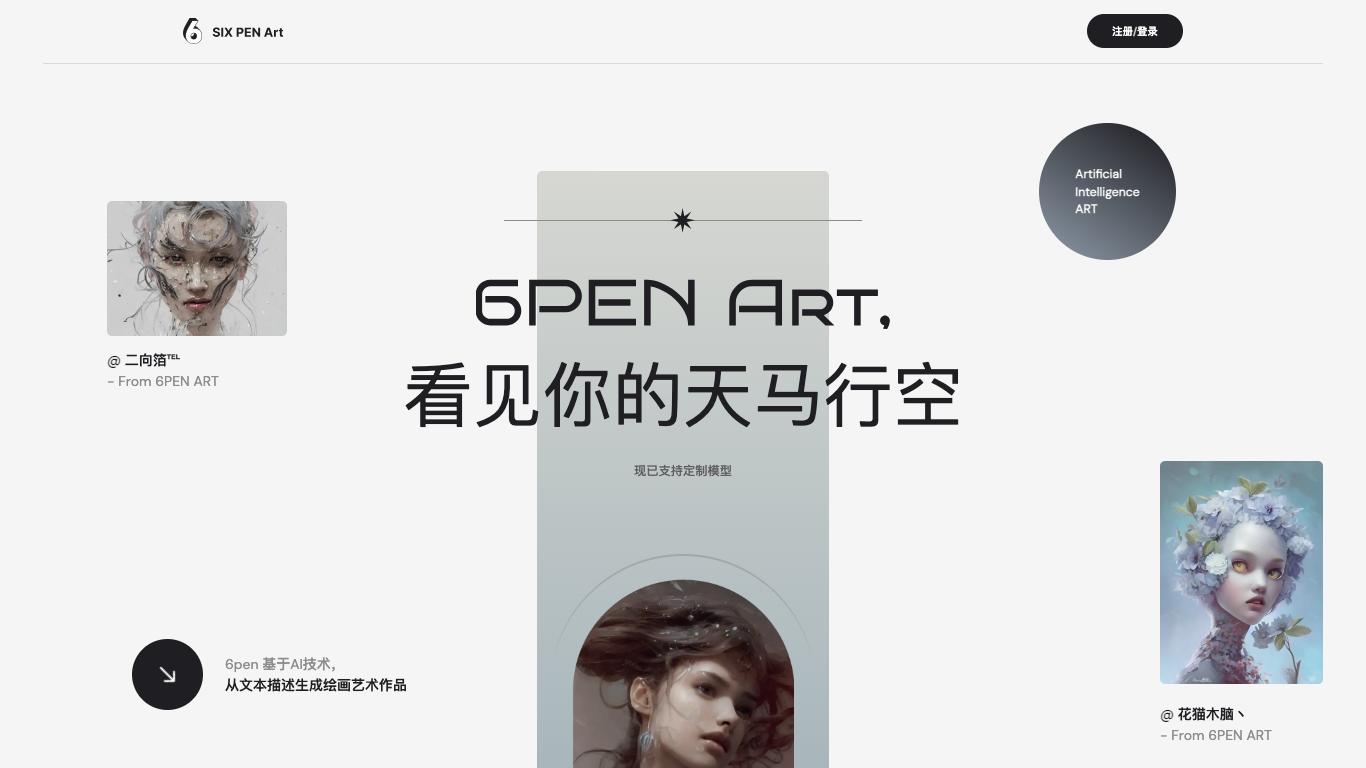 SIX PEN Art
注册/登录
Artificial
Intelligence
ART
6PEN Art,
看见你的天马行空
现已支持定制模型
@ 二向箔℡
- From 6PEN ART
6pen 基于AI技术,
从文本描述生成绘画艺术作品
@ 花猫木脑丶
- From 6PEN ART